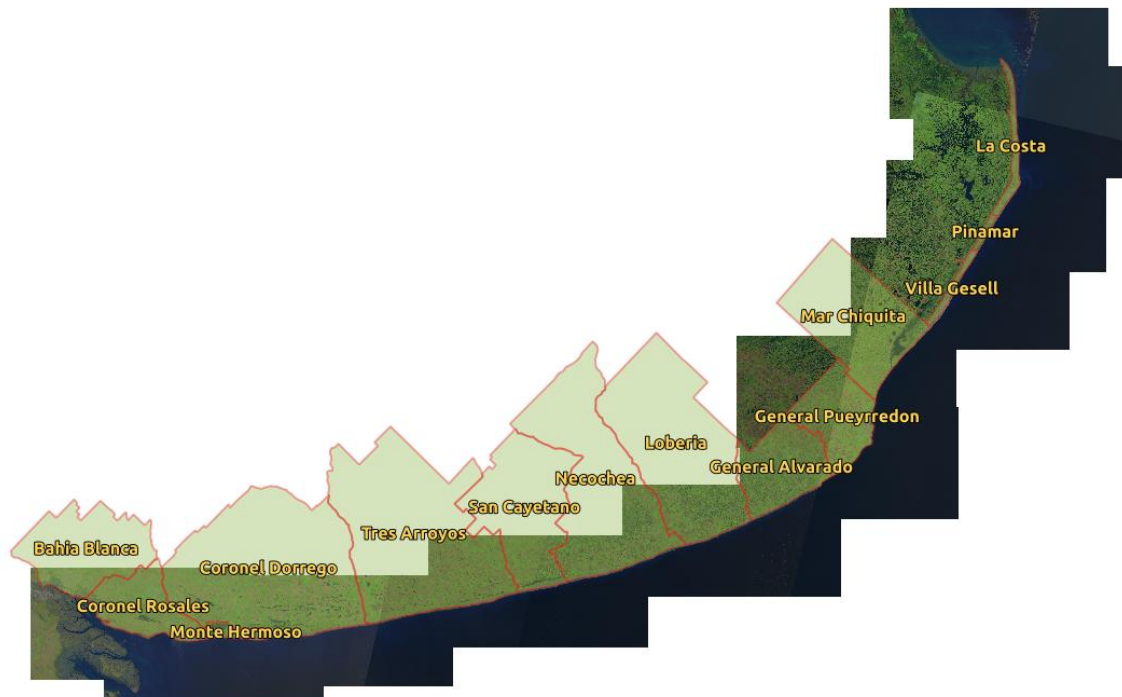 La Costa
Pinamar
Villa Gesell
Mar Chiquita
General Pueyrredon
Loberia
General Alvarado
Necochea
San Cayetano
Tres Arroyos
Bahia Blanca
Coronel Dorrego
Coronel Rosales
Monte Hermoso